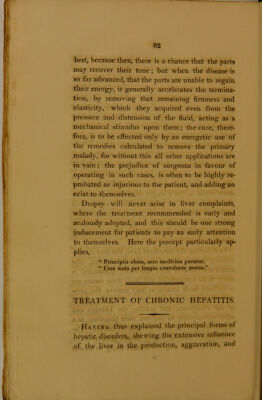 82
best, because then, there is a chance that the parts
may recover their tone; but when the disease is
so far advanced, that the parts are unable to regain
their energy, it generally accelerates the termina-
tion, by removing that remaining firmness and
elasticity, which they acquired even from the
pressure and distension of the fluid, acting as a
mechanical stimulus upon them; the cure, there-
fore, is to be effected only by an energetic use of
the remedies calculated to remove the primary
malady, for without this all other applications are
in vain; the prejudice of surgeons in favour of
operating in such cases, is often to be highly re-
probated as injurious to the patient, and adding no
eclat to themselves.
Dropsy will never arise in liver complaints,
where the treatment recommended is early and
zealously adopted, and this should be one strong
inducement for patients to pay an early attention
to themselves. Here the precept particularly ap-
plies,
“ Principiis obsta, sero medicina paratur,
“ Cum mala per longas convaluere moras.”
TREATMENT OF CHRONIC HEPATITIS.
HAVING thus explained the principal forms of
hepatic disorders, shewing the extensive influence
of the liver in the production, aggravation, and